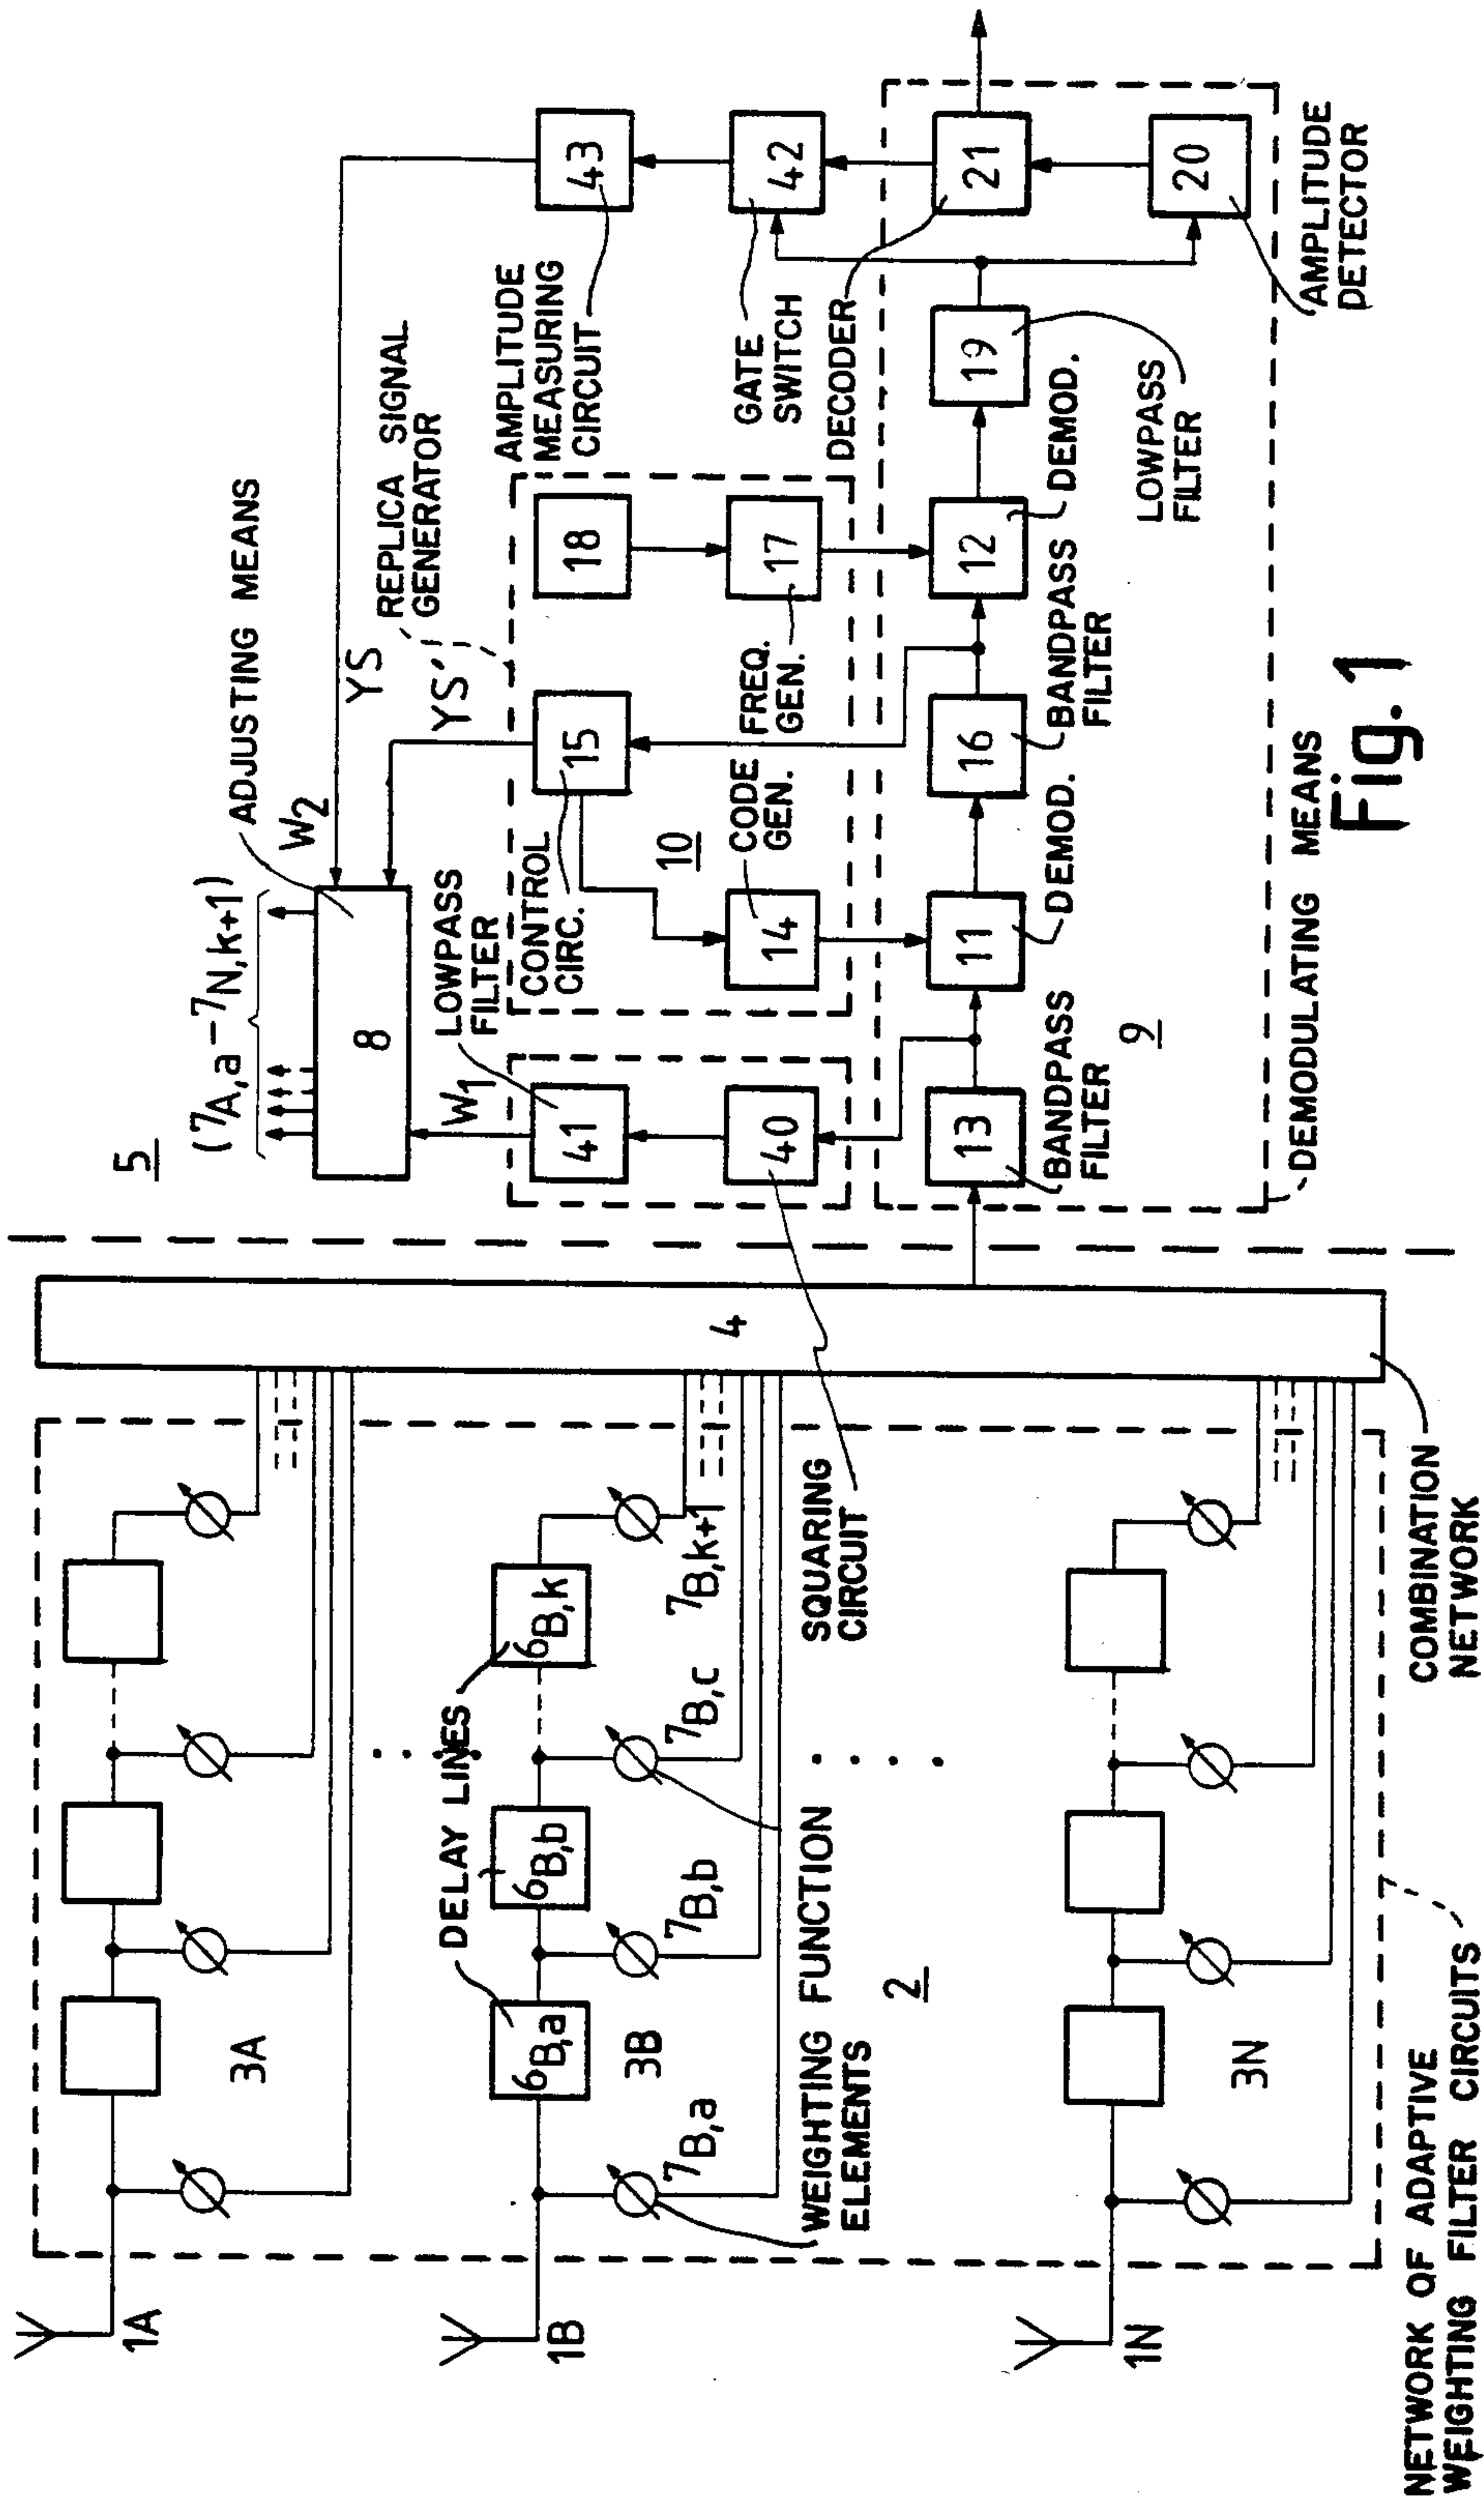 5
(7A,a-7N,k+1)
W2
ADJUSTING MEANS
8
YS
YS'
REPLICA SIGNAL
GENERATOR
W1
LOWPASS
FILTER
CONTROL
CIRC.
AMPLITUDE
MEASURING
CIRCUIT
41
15
18
43
10
40
14
CODE
GEN.
FREQ.
GEN.
17
GATE
SWITCH
42
DECODER
13
11
16
12
19
21
BANDPASS
FILTER
DEMOD.
BANDPASS
FILTER
DEMOD.
9
LOWPASS
FILTER
20
AMPLITUDE
DETECTOR
DEMODULATING MEANS
Fig. 1
4
1A
3A
DELAY LINES
6B,a
6B,b
6B,k
1B
3B
7B,a
7B,b
7B,c
7B,k+1
WEIGHTING FUNCTION
ELEMENTS
SQUARING
CIRCUIT
2
1N
3N
COMBINATION
NETWORK
NETWORK OF ADAPTIVE
WEIGHTING FILTER CIRCUITS